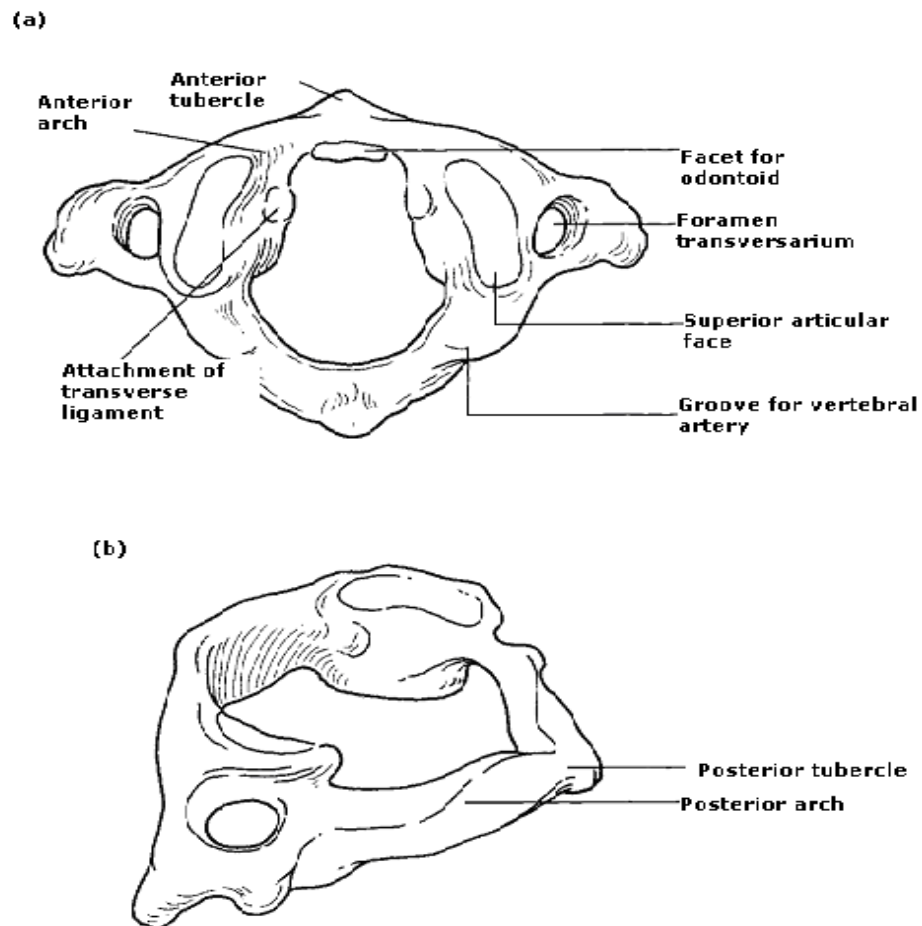 (a)
Anterior
tubercle
Anterior
arch
Facet for
odontoid
Foramen
transversarium
Superior articular
face
Attachment of
transverse
ligament
Groove for vertebral
artery
(b)
Posterior tubercle
Posterior arch